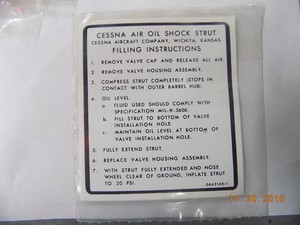 CESSNA AIR OIL SHOCK STRUT
CESSNA AIRCRAFT COMPANY, WICHITA, KANSAS
FILLING INSTRUCTIONS
1. REMOVE VALVE CAP AND RELEASE ALL AIR.
2. REMOVE VALVE HOUSING ASSEMBLY.
3. COMPRESS STRUT COMPLETELY (STOPS IN
CONTACT WITH OUTER BARREL HUB).
4. OIL LEVEL.
a. FLUID USED SHOULD COMPLY WITH
SPECIFICATION MIL-H-5606.
b. FILL STRUT TO BOTTOM OF VALVE
INSTALLATION HOLE.
c. MAINTAIN OIL LEVEL AT BOTTOM OF
VALVE INSTALLATION HOLE.
5. FULLY EXTEND STRUT.
6. REPLACE VALVE HOUSING ASSEMBLY.
7. WITH STRUT FULLY EXTENDED AND NOSE
WHEEL CLEAR OF GROUND, INFLATE STRUT
TO 20 PSI.